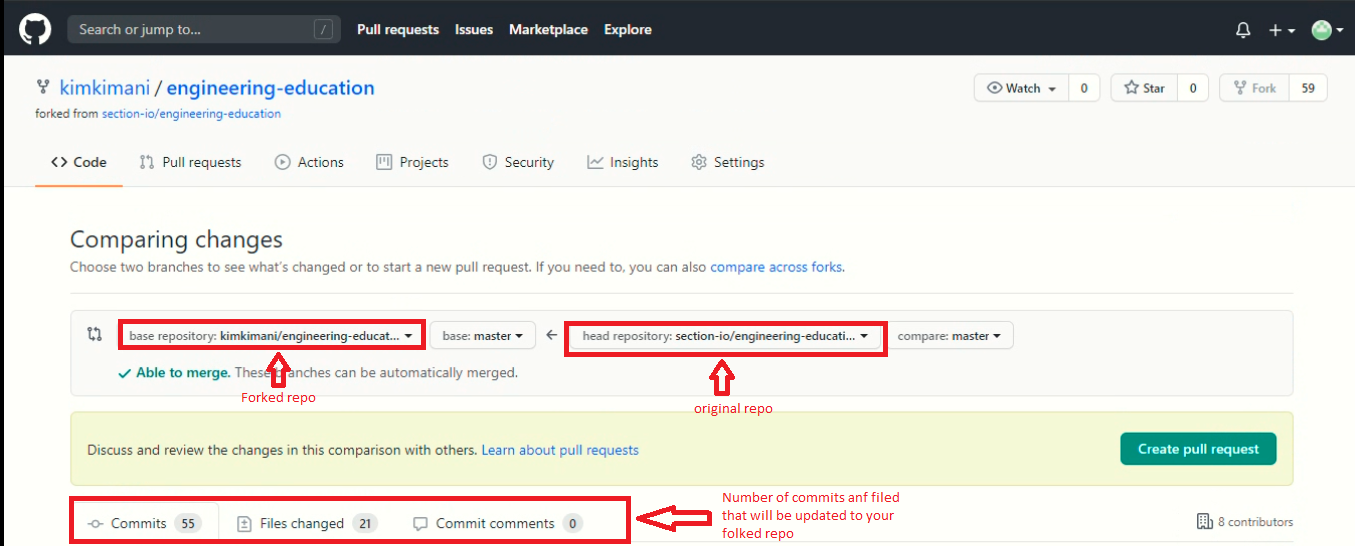 Search or jump to... / Pull requests Issues Marketplace Explore
kimkimani / engineering-education Watch 0 Star 0 Fork 59
forked from section-io/engineering-education
Code Pull requests Actions Projects Security Insights Settings
Comparing changes
Choose two branches to see what's changed or to start a new pull request. If you need to, you can also compare across forks.
base repository: kimkimani/engineering-educat... base: master head repository: section-io/engineering-educati... compare: master
Able to merge. These branches can be automatically merged.
Forked repo
original repo
Discuss and review the changes in this comparison with others. Learn about pull requests Create pull request
Number of commits anf filed
that will be updated to your
folked repo
Commits 55 Files changed 21 Commit comments 0 8 contributors